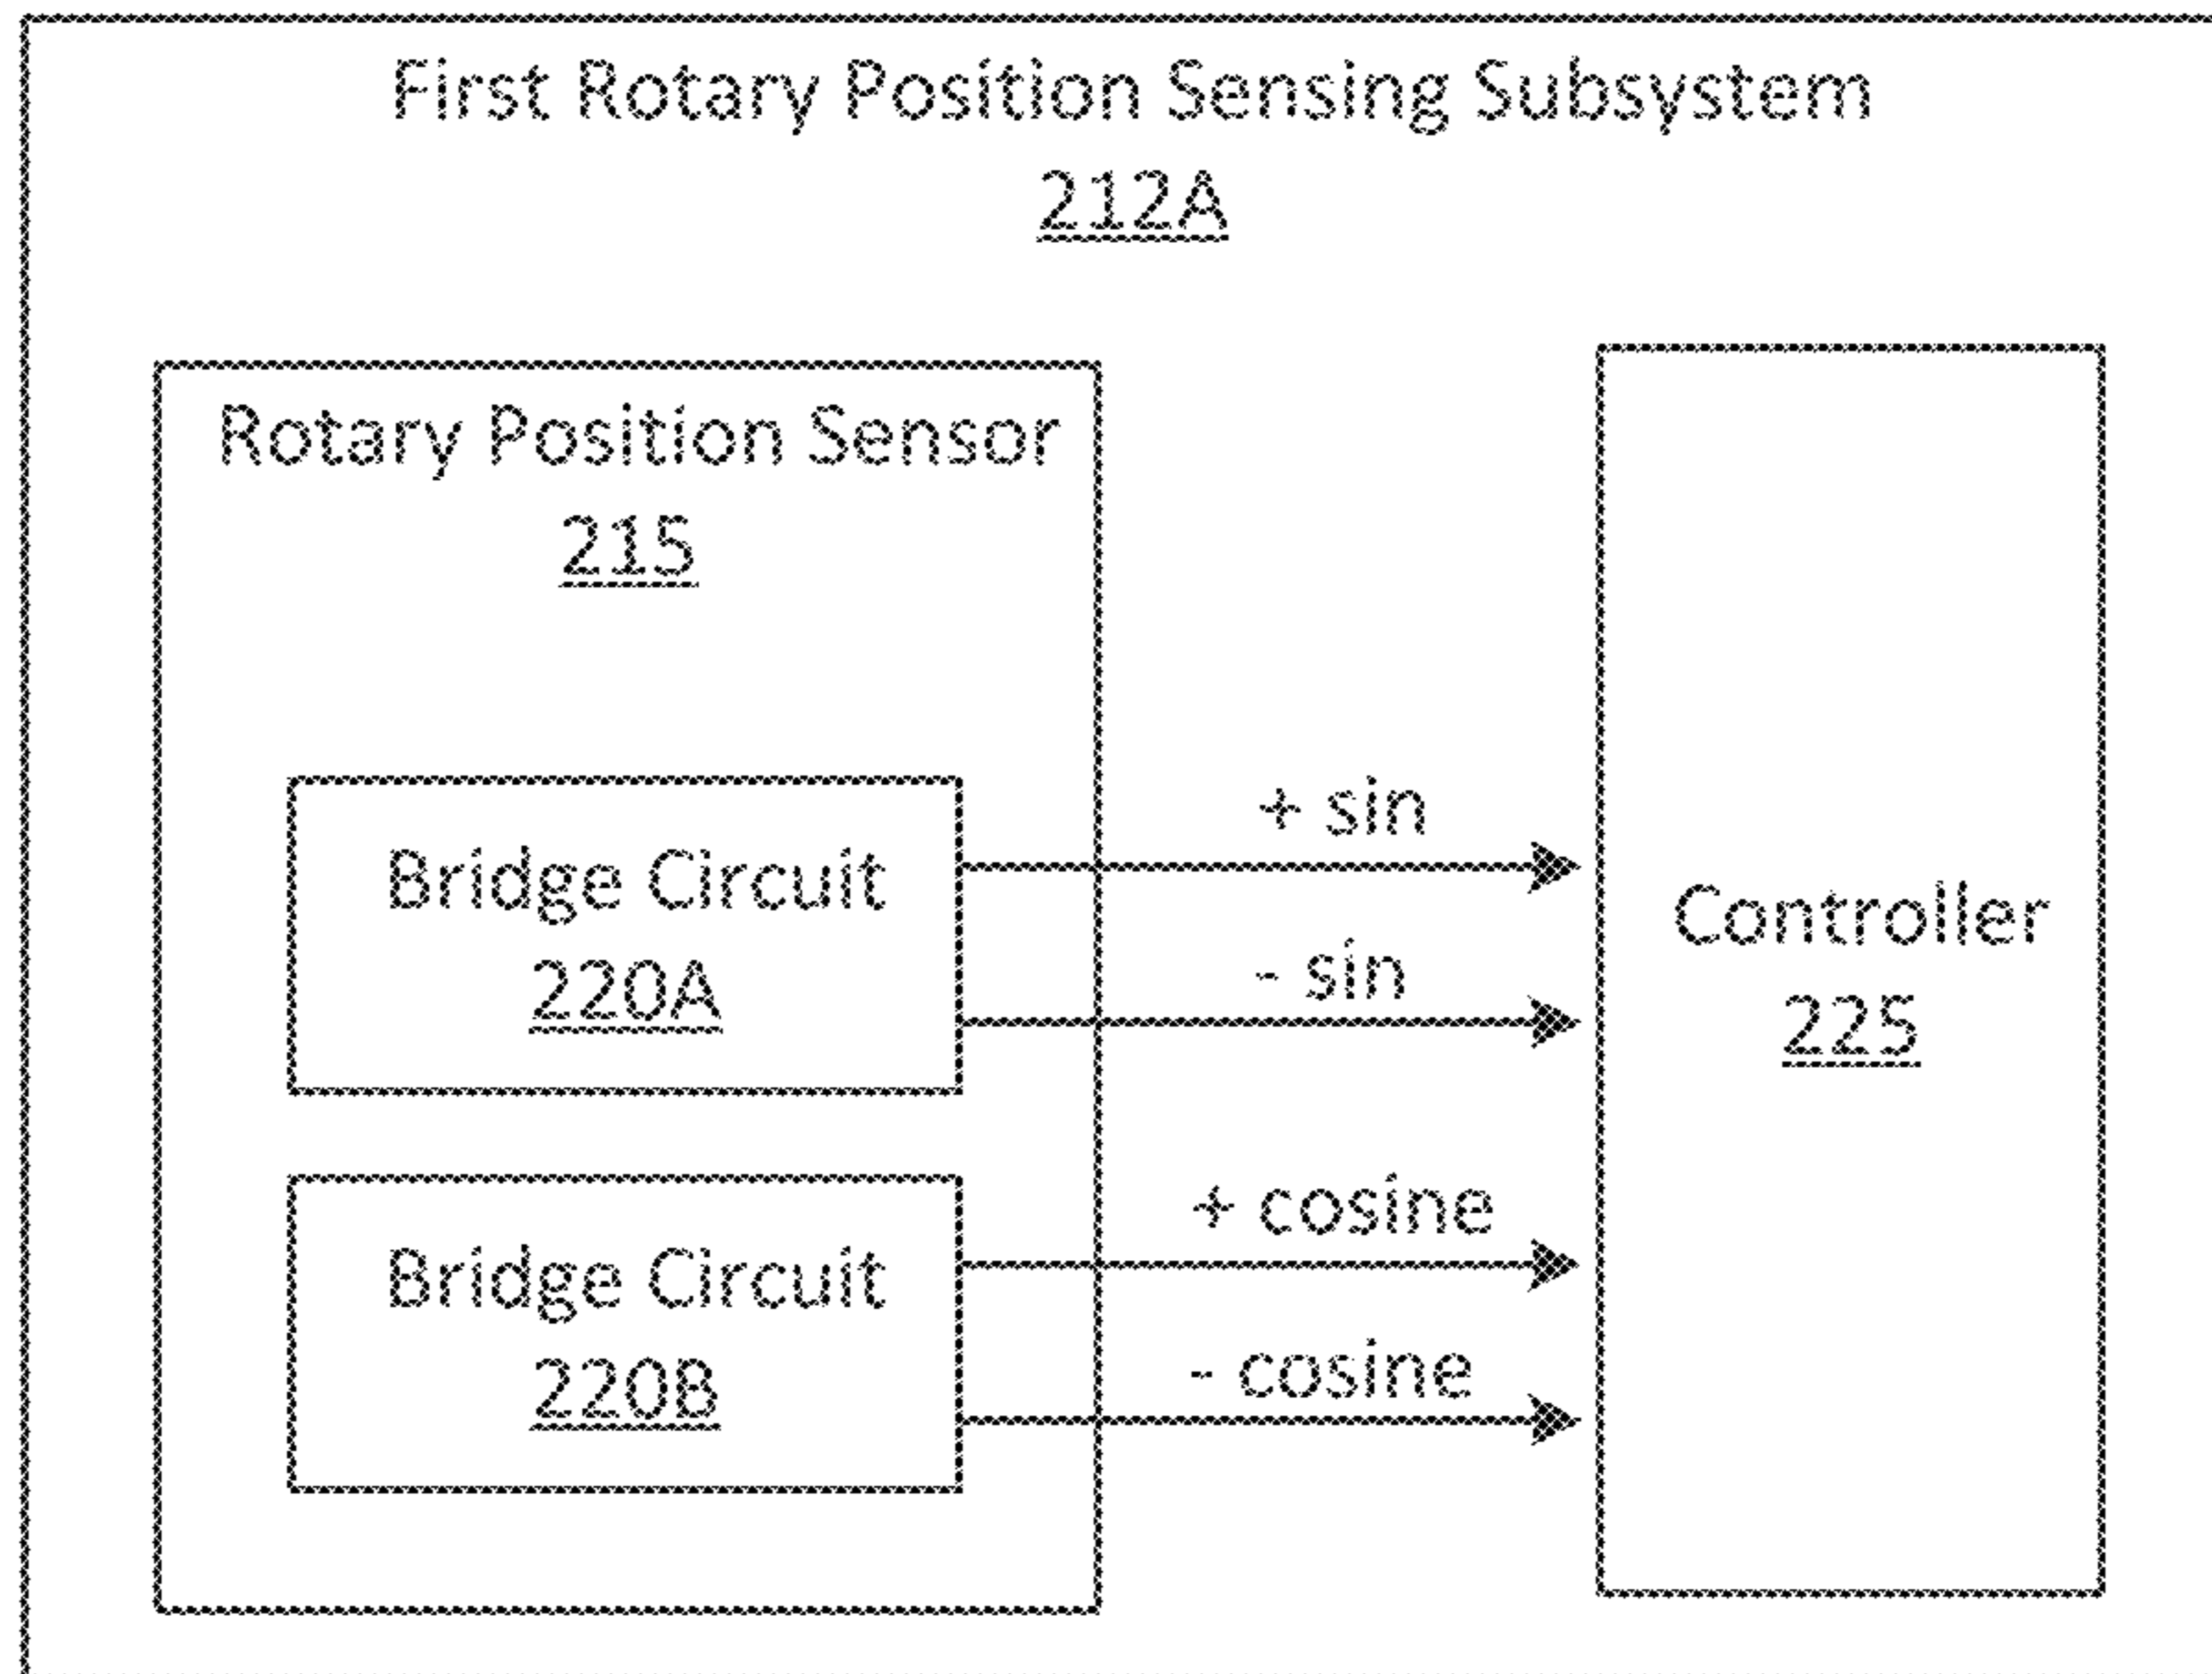 First Rotary Position Sensing Subsystem
212A
Rotary Position Sensor
215
Bridge Circuit
220A
+ sin
- sin
Controller
225
Bridge Circuit
220B
+ cosine
- cosine